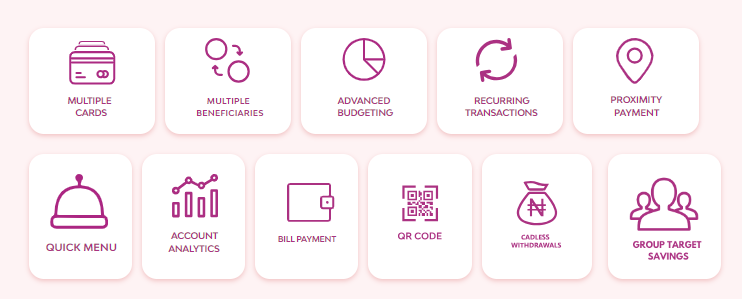 MULTIPLE
CARDS
MULTIPLE
BENEFICIARIES
ADVANCED
BUDGETING
RECURRING
TRANSACTIONS
PROXIMITY
PAYMENT
QUICK MENU
ACCOUNT
ANALYTICS
BILL PAYMENT
QR CODE
CADLESS
WITHDRAWALS
GROUP TARGET
SAVINGS